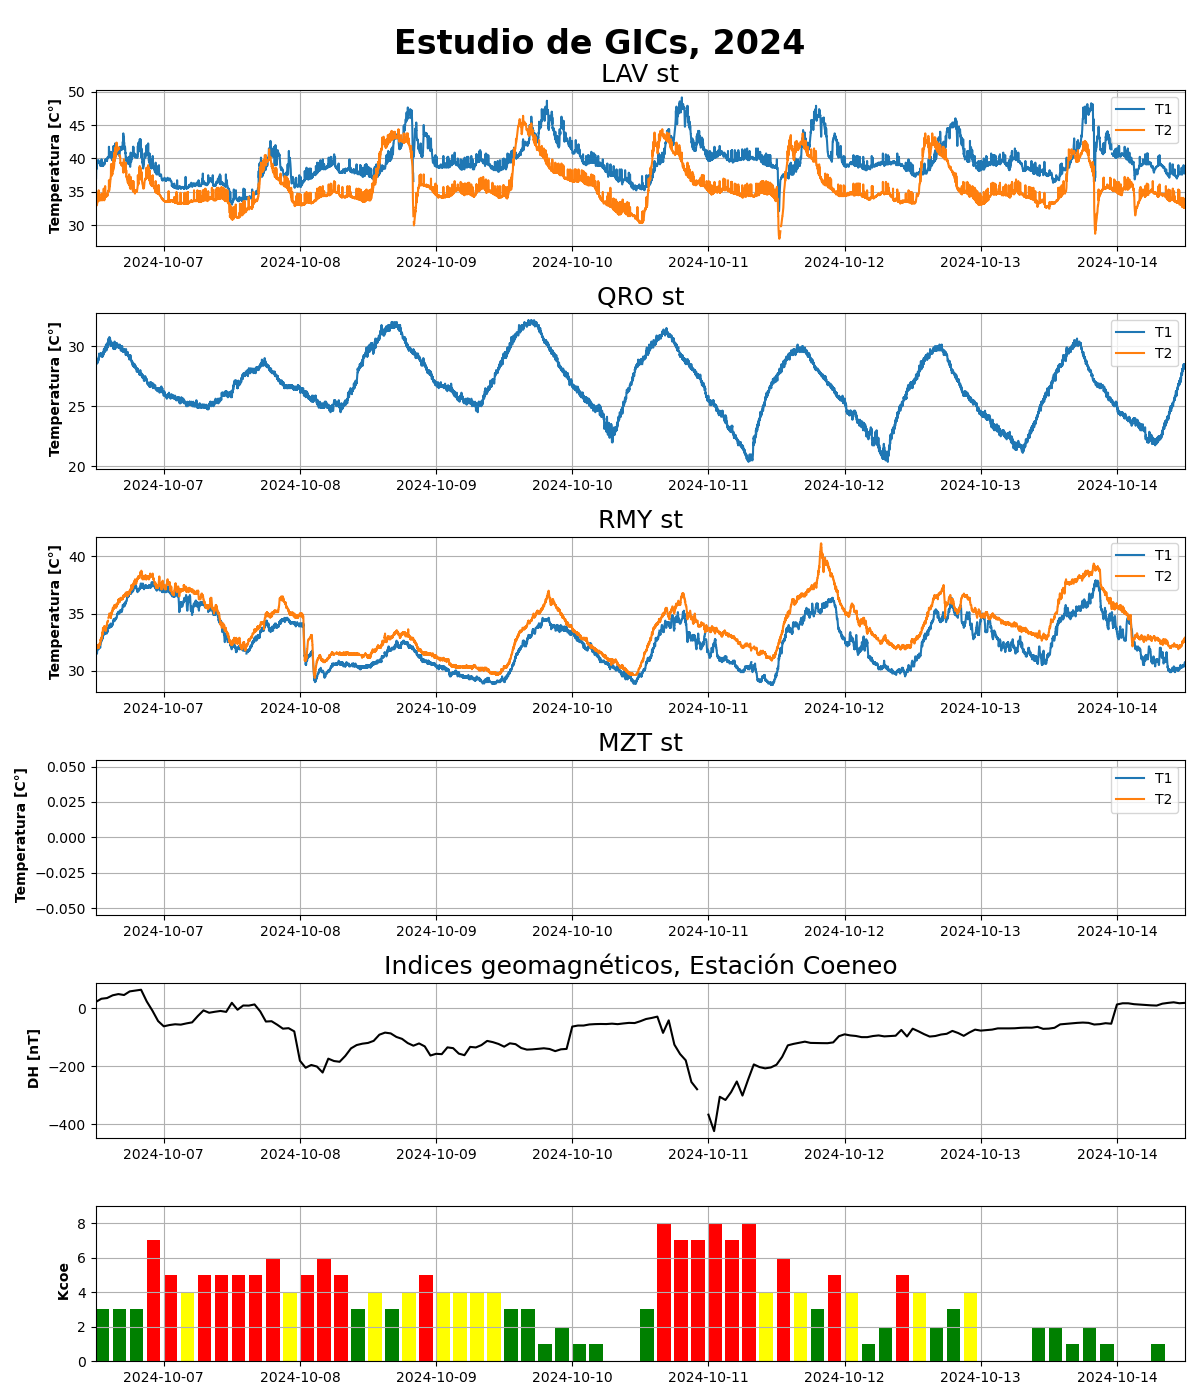 Estudio de GICs, 2024
LAV st
Temperatura [C°]
50
45
40
35
30
T1
T2
2024-10-07 2024-10-08 2024-10-09 2024-10-10 2024-10-11 2024-10-12 2024-10-13 2024-10-14
QRO st
Temperatura [C°]
30
25
20
T1
T2
2024-10-07 2024-10-08 2024-10-09 2024-10-10 2024-10-11 2024-10-12 2024-10-13 2024-10-14
RMY st
Temperatura [C°]
40
35
30
T1
T2
2024-10-07 2024-10-08 2024-10-09 2024-10-10 2024-10-11 2024-10-12 2024-10-13 2024-10-14
MZT st
Temperatura [C°]
0.050
0.025
0.000
−0.025
−0.050
T1
T2
2024-10-07 2024-10-08 2024-10-09 2024-10-10 2024-10-11 2024-10-12 2024-10-13 2024-10-14
Indices geomagnéticos, Estación Coeneo
DH [nT]
0
−200
−400
2024-10-07 2024-10-08 2024-10-09 2024-10-10 2024-10-11 2024-10-12 2024-10-13 2024-10-14
Kcoe
8
6
4
2
0
2024-10-07 2024-10-08 2024-10-09 2024-10-10 2024-10-11 2024-10-12 2024-10-13 2024-10-14